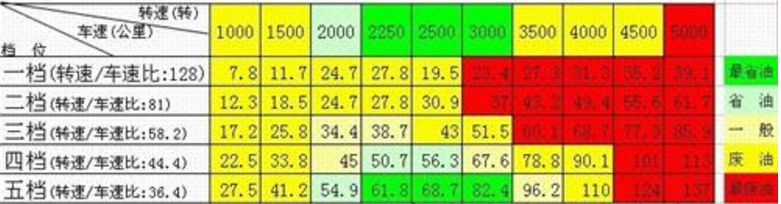 转速(转)
车速(公里)
档 位
1000 1500 2000 2250 2500 3000 3500 4000 4500 5000
一档(转速/车速比:128) 7.8 11.7 24.7 27.8 19.5 23.4 27.3 31.3 35.2 39.1 最省油
二档(转速/车速比:81) 12.3 18.5 24.7 27.8 30.9 37 43.2 49.4 55.6 61.7 省 油
三档(转速/车速比:58.2) 17.2 25.8 34.4 38.7 43 51.5 60.1 68.7 77.3 85.9 一 般
四档(转速/车速比:44.4) 22.5 33.8 45 50.7 56.3 67.6 78.8 90.1 101 113 废 油
五档(转速/车速比:36.4) 27.5 41.2 54.9 61.8 68.7 82.4 96.2 110 124 137